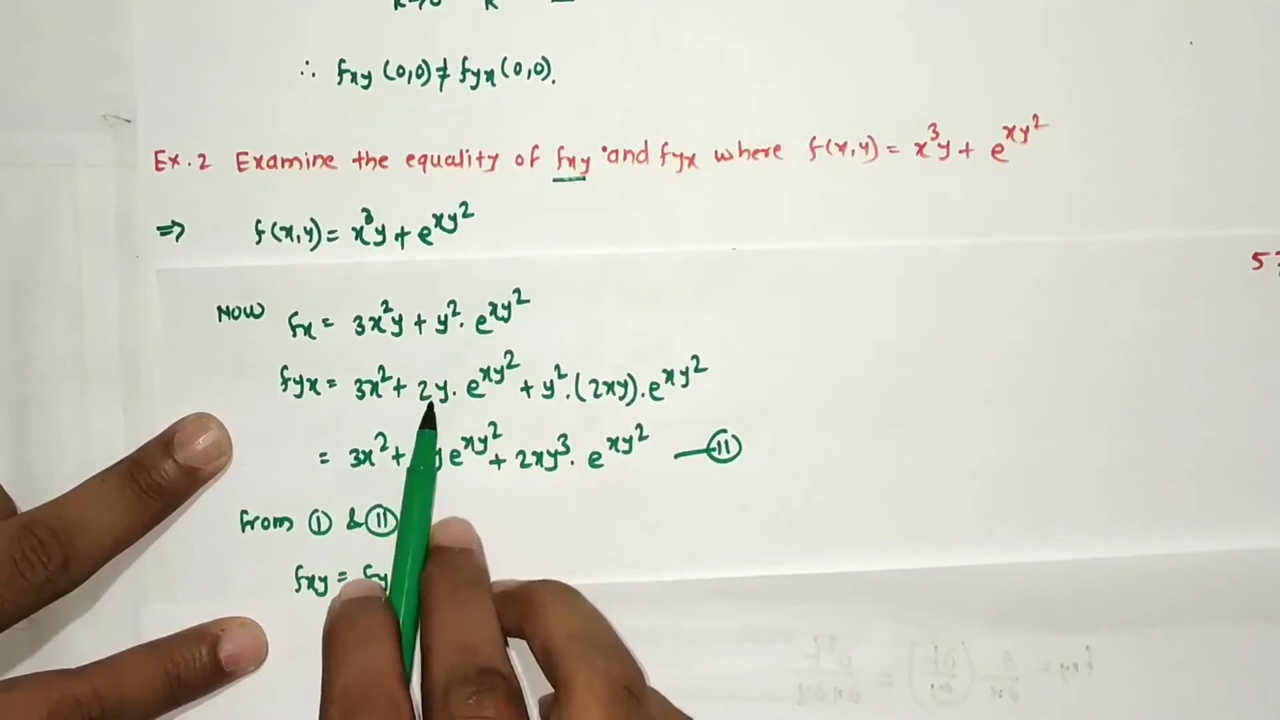 ∴ fxy (0,0) ≠ fyx (0,0).
Ex. 2 Examine the equality of fxy and fyx where f(x,y) = x³y + e^xy²
⇒ f(x,y) = x³y + e^xy²
5
Now fx = 3x²y + y². e^xy²
fyx = 3x² + 2y. e^xy² + y². (2xy). e^xy²
= 3x² + e^xy² + 2xy³. e^xy² — (II)
from (I) & (II)
fxy =